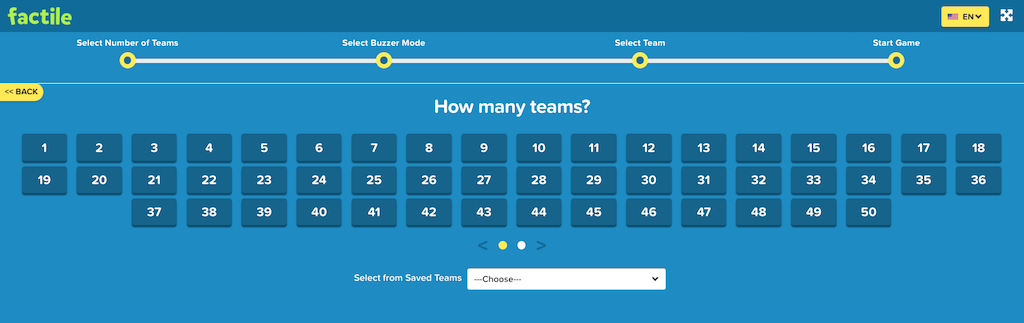 factile
EN
Select Number of Teams Select Buzzer Mode Select Team Start Game
<< BACK
How many teams?
1 2 3 4 5 6 7 8 9 10 11 12 13 14 15 16 17 18
19 20 21 22 23 24 25 26 27 28 29 30 31 32 33 34 35 36
37 38 39 40 41 42 43 44 45 46 47 48 49 50
< >
Select from Saved Teams ---Choose---